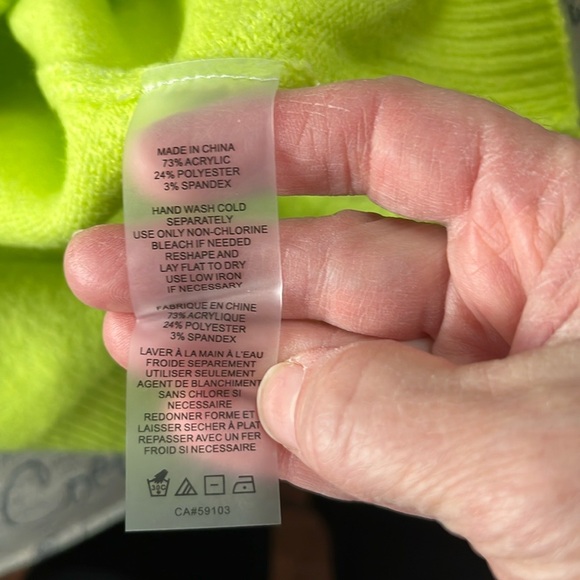 MADE IN CHINA
73% ACRYLIC
24% POLYESTER
3% SPANDEX
HAND WASH COLD
SEPARATELY
USE ONLY NON-CHLORINE
BLEACH IF NEEDED
RESHAPE AND
LAY FLAT TO DRY
USE LOW IRON
IF NECESSARY
FABRIQUE EN CHINE
73% ACRYLIQUE
24% POLYESTER
3% SPANDEX
LAVER À LA MAIN À L'EAU
FROIDE SEPAREMENT
UTILISER SEULEMENT
AGENT DE BLANCHIMENT
SANS CHLORE SI
NECESSAIRE
REDONNER FORME ET
LAISSER SECHER À PLAT
REPASSER AVEC UN FER
FROID SI NECESSAIRE
30C
CA#59103